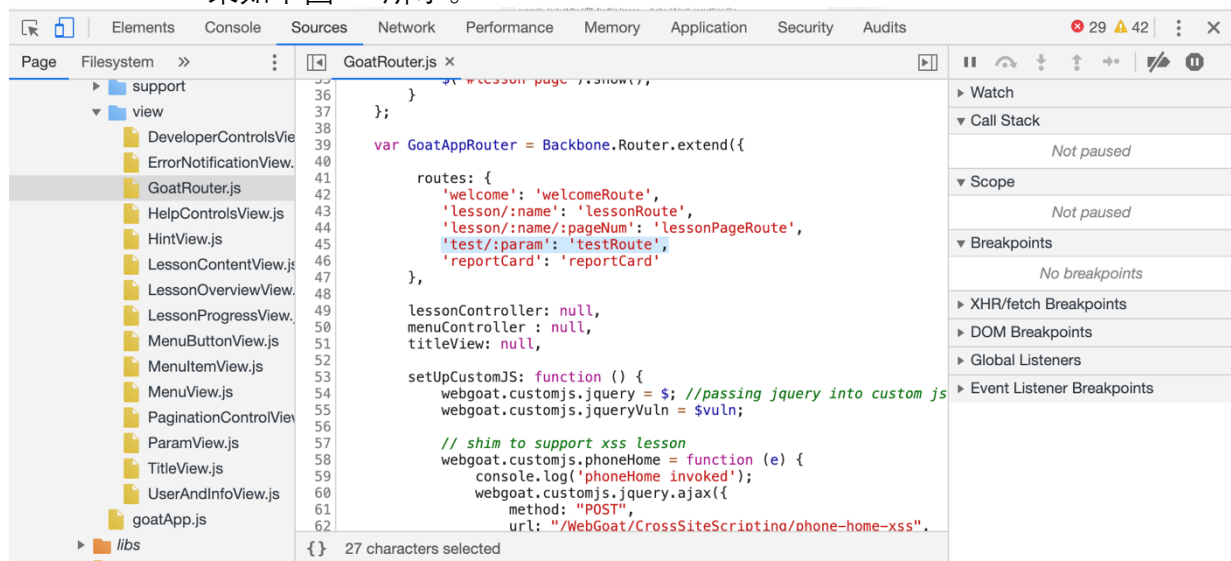 Elements Console Sources Network Performance Memory Application Security Audits 29 42
Page Filesystem » GoatRouter.js ×
support
view
DeveloperControlsVie
ErrorNotificationView.
GoatRouter.js
HelpControlsView.js
HintView.js
LessonContentView.js
LessonOverviewView.
LessonProgressView.
MenuButtonView.js
MenuItemView.js
MenuView.js
PaginationControlView
ParamView.js
TitleView.js
UserAndInfoView.js
goatApp.js
libs
35 $('#lesson-page').show();
36 }
37 };
38
39 var GoatAppRouter = Backbone.Router.extend({
40
41 routes: {
42 'welcome': 'welcomeRoute',
43 'lesson/:name': 'lessonRoute',
44 'lesson/:name/:pageNum': 'lessonPageRoute',
45 'test/:param': 'testRoute',
46 'reportCard': 'reportCard'
47 },
48
49 lessonController: null,
50 menuController : null,
51 titleView: null,
52
53 setUpCustomJS: function () {
54 webgoat.customjs.jquery = $; //passing jquery into custom js
55 webgoat.customjs.jqueryVuln = $vuln;
56
57 // shim to support xss lesson
58 webgoat.customjs.phoneHome = function (e) {
59 console.log('phoneHome invoked');
60 webgoat.customjs.jquery.ajax({
61 method: "POST",
62 url: "/WebGoat/CrossSiteScripting/phone-home-xss",
{} 27 characters selected
Watch
Call Stack
Not paused
Scope
Not paused
Breakpoints
No breakpoints
XHR/fetch Breakpoints
DOM Breakpoints
Global Listeners
Event Listener Breakpoints